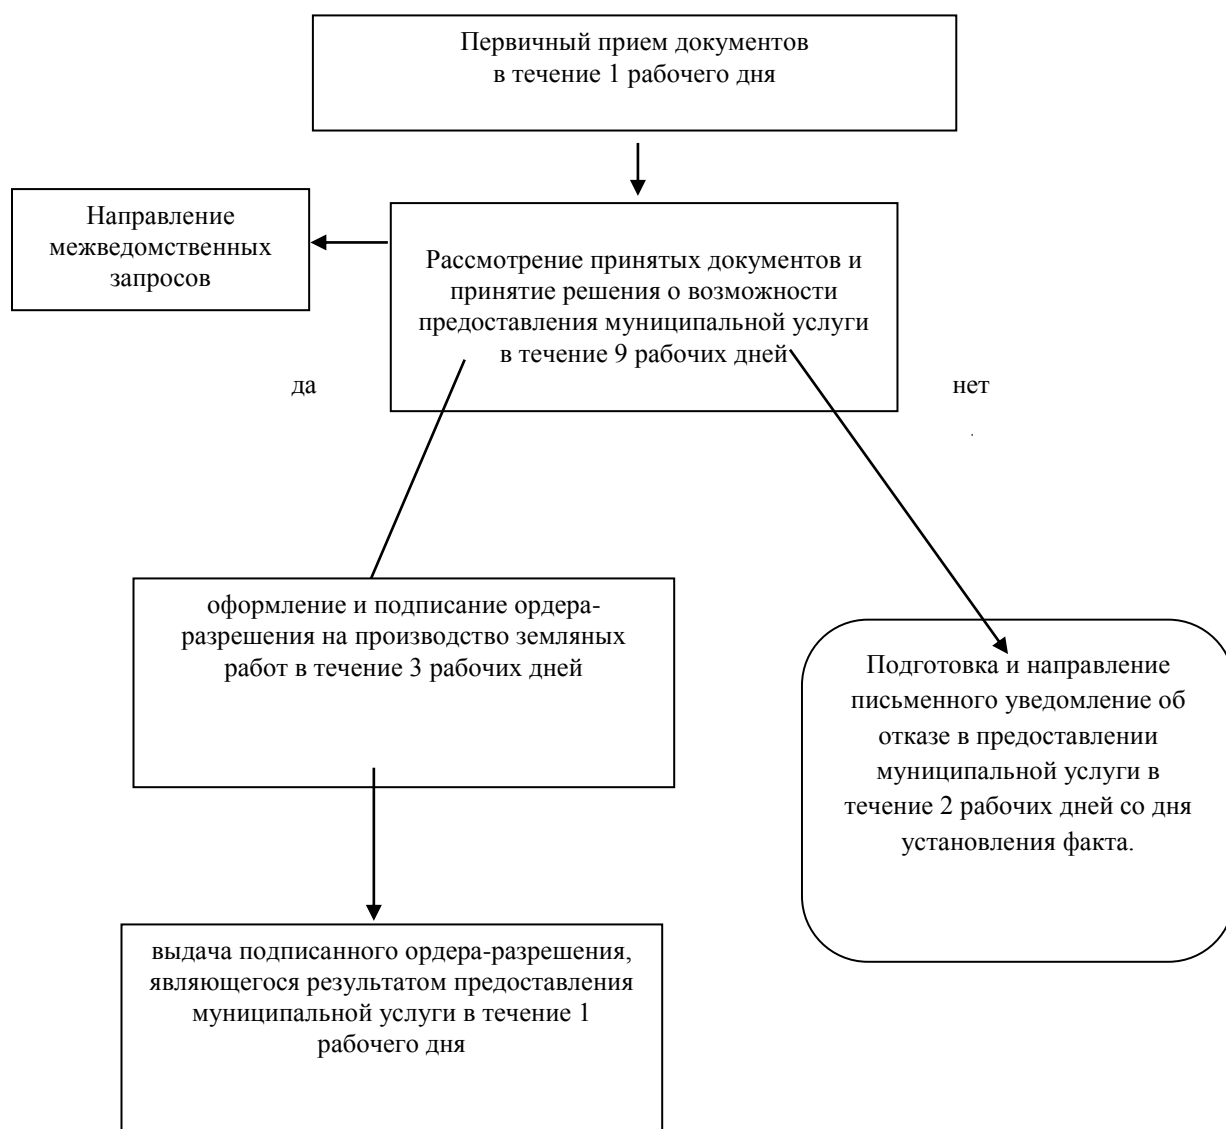 Первичный прием документов
в течение 1 рабочего дня
Направление
межведомственных
запросов
Рассмотрение принятых документов и
принятие решения о возможности
предоставления муниципальной услуги
в течение 9 рабочих дней
да
нет
оформление и подписание ордера-
разрешения на производство земляных
работ в течение 3 рабочих дней
Подготовка и направление
письменного уведомление об
отказе в предоставлении
муниципальной услуги в
течение 2 рабочих дней со дня
установления факта.
выдача подписанного ордера-разрешения,
являющегося результатом предоставления
муниципальной услуги в течение 1
рабочего дня